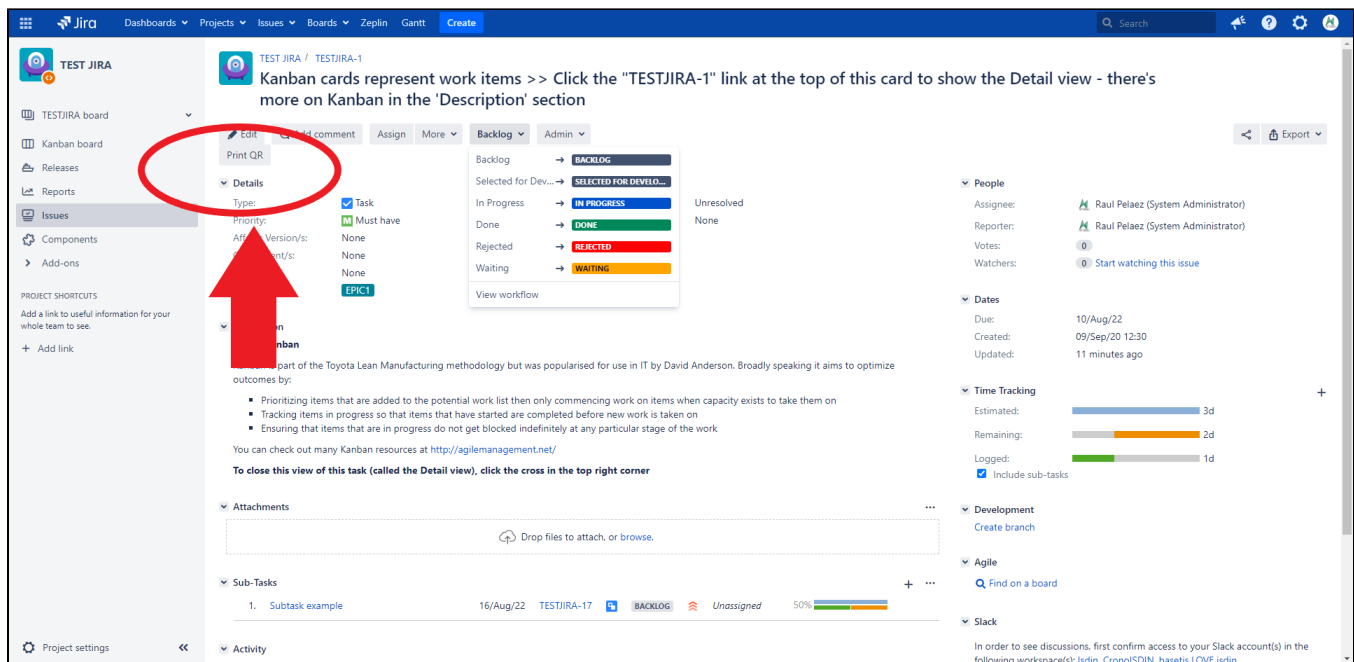 Jira Dashboards Projects Issues Boards Zeplin Gantt Create Search
TEST JIRA
TESTJIRA board
Kanban board
Releases
Reports
Issues
Components
Add-ons
PROJECT SHORTCUTS
Add a link to useful information for your
whole team to see.
+ Add link
Project settings
TEST JIRA / TESTJIRA-1
Kanban cards represent work items >> Click the "TESTJIRA-1" link at the top of this card to show the Detail view - there's
more on Kanban in the 'Description' section
Edit comment Assign More Backlog Admin Export
Print QR
Backlog → BACKLOG
Selected for Dev...→ SELECTED FOR DEVELO...
In Progress → IN PROGRESS
Done → DONE
Rejected → REJECTED
Waiting → WAITING
View workflow
Details
Type: Task
Priority: M Must have
Version/s: None
None
None
EPIC1
Unresolved
None
part of the Toyota Lean Manufacturing methodology but was popularised for use in IT by David Anderson. Broadly speaking it aims to optimize
outcomes by:
Prioritizing items that are added to the potential work list then only commencing work on items when capacity exists to take them on
Tracking items in progress so that items that have started are completed before new work is taken on
Ensuring that items that are in progress do not get blocked indefinitely at any particular stage of the work
You can check out many Kanban resources at http://agilemanagement.net/
To close this view of this task (called the Detail view), click the cross in the top right corner
Attachments
Drop files to attach, or browse.
Sub-Tasks
1. Subtask example 16/Aug/22 TESTJIRA-17 BACKLOG Unassigned 50%
Activity
People
Assignee: Raul Pelaez (System Administrator)
Reporter: Raul Pelaez (System Administrator)
Votes: 0
Watchers: 0 Start watching this issue
Dates
Due: 10/Aug/22
Created: 09/Sep/20 12:30
Updated: 11 minutes ago
Time Tracking
Estimated: 3d
Remaining: 2d
Logged: 1d
Include sub-tasks
Development
Create branch
Agile
Find on a board
Slack
In order to see discussions, first confirm access to your Slack account(s) in the
following workspace(s): Isdin, CronoISDIN, basetis LOVE isdin